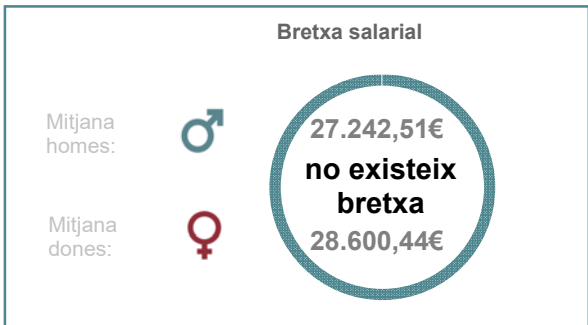 Bretxa salarial
Mitjana
homes:
27.242,51€
no existeix
bretxa
Mitjana
dones:
28.600,44€